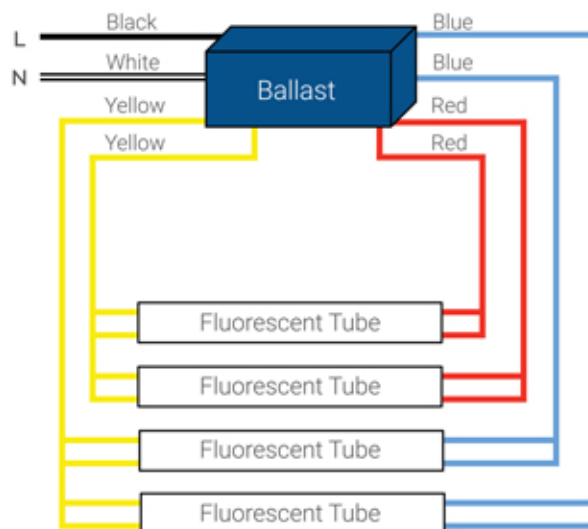 Black
Blue
L
White
Blue
N
Ballast
Yellow
Red
Yellow
Red
Fluorescent Tube
Fluorescent Tube
Fluorescent Tube
Fluorescent Tube